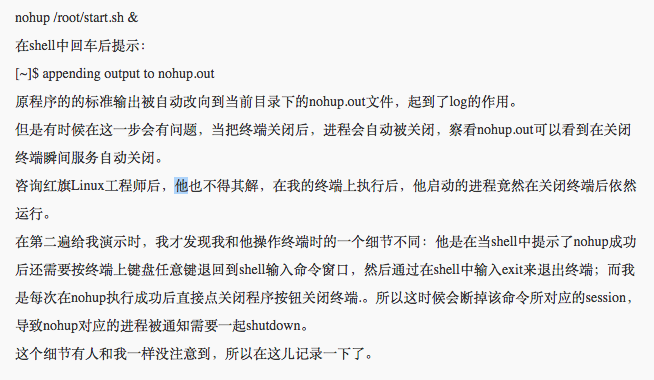 nohup /root/start.sh &
在shell中回车后提示：
[~]$ appending output to nohup.out
原程序的的标准输出被自动改向到当前目录下的nohup.out文件，起到了log的作用。
但是有时候在这一步会有问题，当把终端关闭后，进程会自动被关闭，察看nohup.out可以看到在关闭
终端瞬间服务自动关闭。
咨询红旗Linux工程师后，他也不得其解，在我的终端上执行后，他启动的进程竟然在关闭终端后依然
运行。
在第二遍给我演示时，我才发现我和他操作终端时的一个细节不同：他是在当shell中提示了nohup成功
后还需要按终端上键盘任意键退回到shell输入命令窗口，然后通过在shell中输入exit来退出终端；而我
是每次在nohup执行成功后直接点关闭程序按钮关闭终端.。所以这时候会断掉该命令所对应的session，
导致nohup对应的进程被通知需要一起shutdown。
这个细节有人和我一样没注意到，所以在这儿记录一下了。